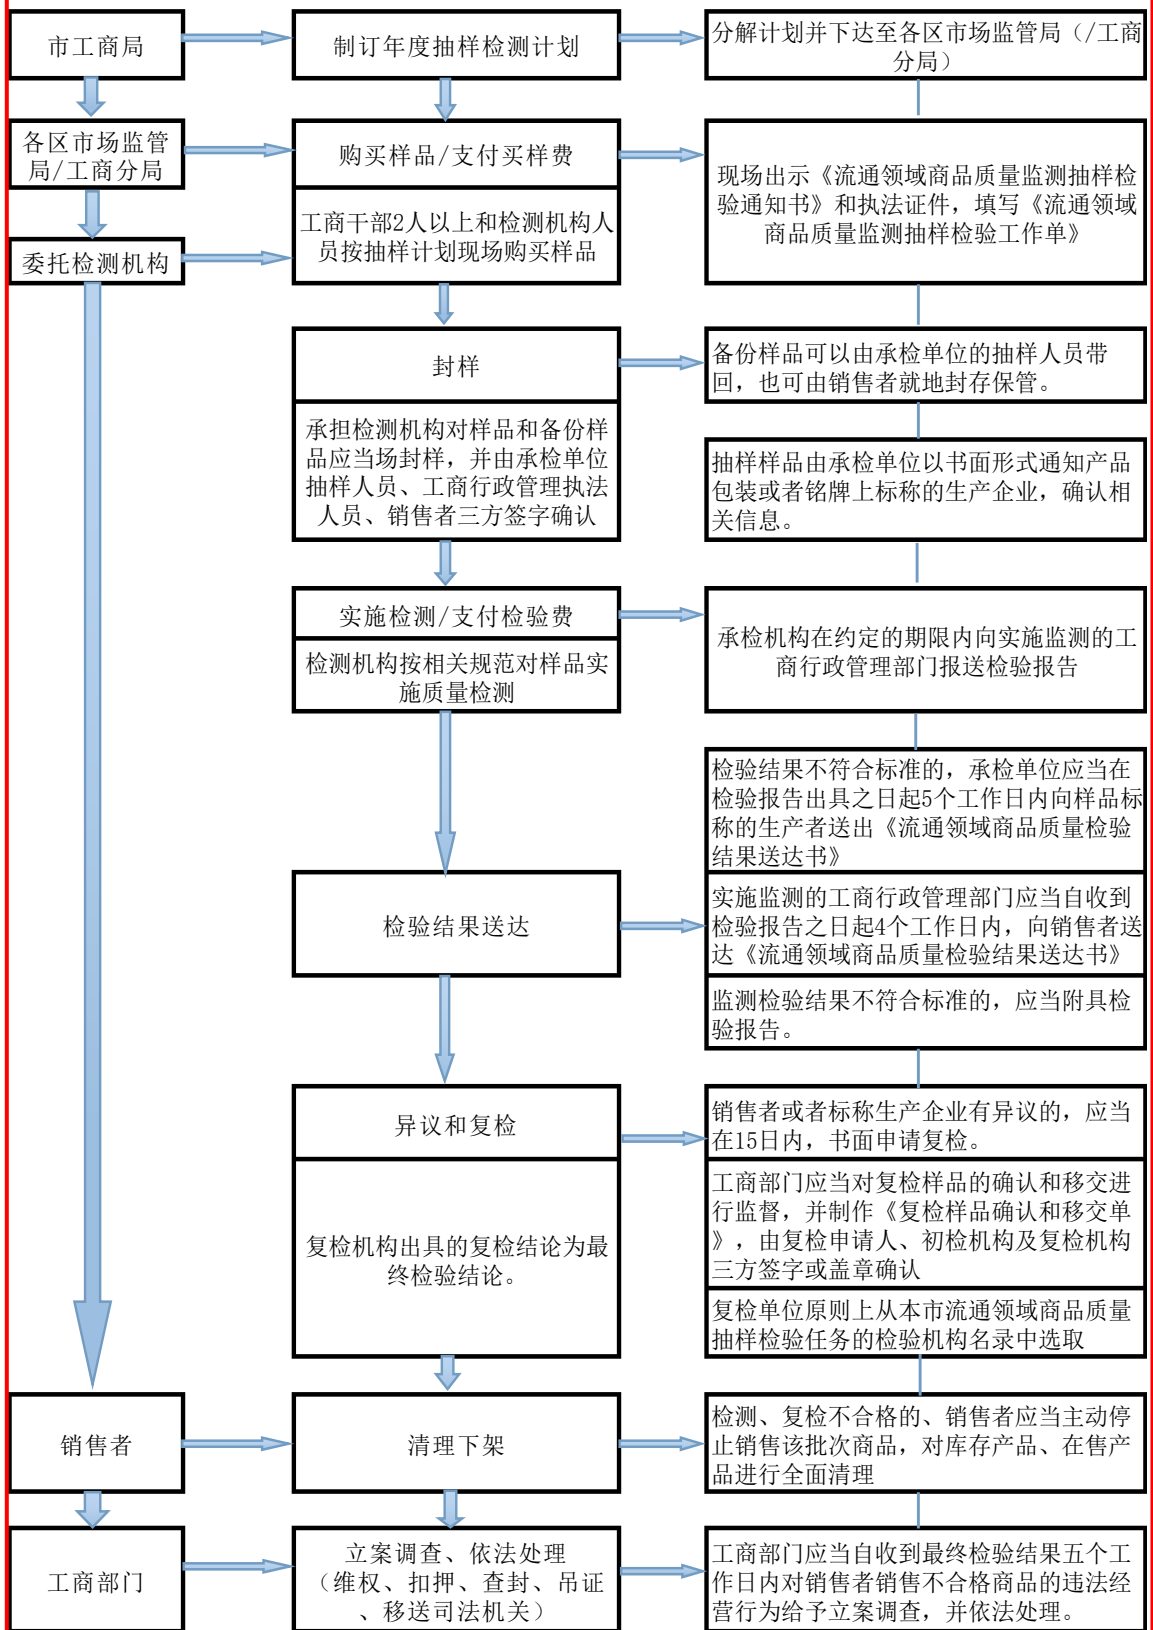 市工商局
制订年度抽样检测计划
分解计划并下达至各区市场监管局（/工商
分局）
各区市场监管
局/工商分局
购买样品/支付买样费
工商干部2人以上和检测机构人
员按抽样计划现场购买样品
现场出示《流通领域商品质量监测抽样检
验通知书》和执法证件，填写《流通领域
商品质量监测抽样检验工作单》
委托检测机构
封样
承担检测机构对样品和备份样
品应当场封样，并由承检单位
抽样人员、工商行政管理执法
人员、销售者三方签字确认
备份样品可以由承检单位的抽样人员带
回，也可由销售者就地封存保管。
抽样样品由承检单位以书面形式通知产品
包装或者铭牌上标称的生产企业，确认相
关信息。
实施检测/支付检验费
检测机构按相关规范对样品实
施质量检测
承检机构在约定的期限内向实施监测的工
商行政管理部门报送检验报告
检验结果送达
检验结果不符合标准的，承检单位应当在
检验报告出具之日起5个工作日内向样品标
称的生产者送出《流通领域商品质量检验
结果送达书》
实施监测的工商行政管理部门应当自收到
检验报告之日起4个工作日内，向销售者送
达《流通领域商品质量检验结果送达书》
监测检验结果不符合标准的，应当附具检
验报告。
异议和复检
复检机构出具的复检结论为最
终检验结论。
销售者或者标称生产企业有异议的，应当
在15日内，书面申请复检。
工商部门应当对复检样品的确认和移交进
行监督，并制作《复检样品确认和移交单
》，由复检申请人、初检机构及复检机构
三方签字或盖章确认
复检单位原则上从本市流通领域商品质量
抽样检验任务的检验机构名录中选取
销售者
清理下架
检测、复检不合格的、销售者应当主动停
止销售该批次商品，对库存产品、在售产
品进行全面清理
工商部门
立案调查、依法处理
（维权、扣押、查封、吊证
、移送司法机关）
工商部门应当自收到最终检验结果五个工
作日内对销售者销售不合格商品的违法经
营行为给予立案调查，并依法处理。